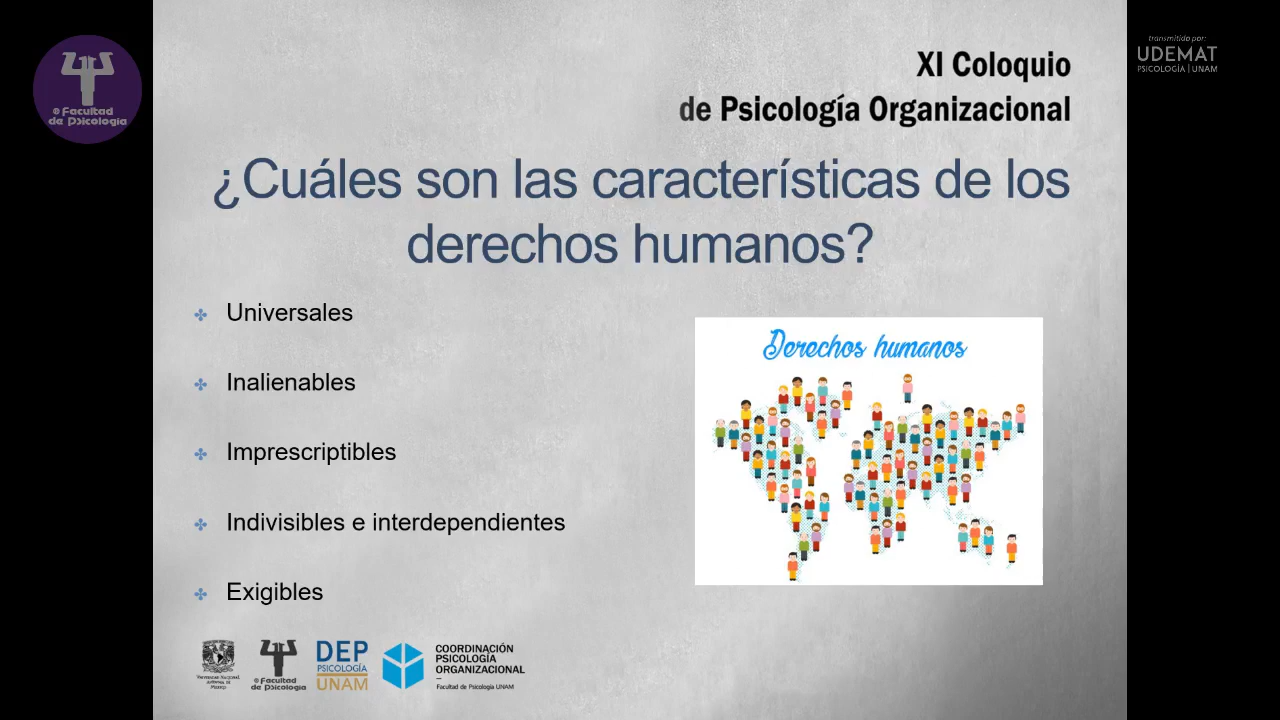 © Facultad
de Psicología
transmitido por:
UDEMAT
PSICOLOGÍA | UNAM
XI Coloquio
de Psicología Organizacional
¿Cuáles son las características de los
derechos humanos?
Universales
Inalienables
Imprescriptibles
Indivisibles e interdependientes
Exigibles
Derechos humanos
© Facultad
de Psicología
DEP
PSICOLOGÍA
UNAM
COORDINACIÓN
PSICOLOGÍA
ORGANIZACIONAL
Facultad de Psicología UNAM